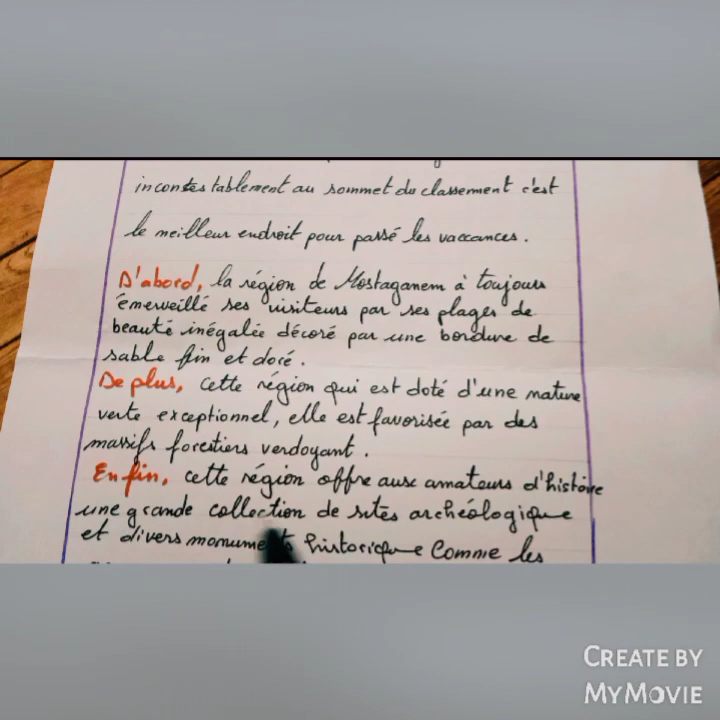 incontestablement au sommet du classement c'est
le meilleur endroit pour passé les vaccances.
D'abord, la région de Mostaganem à toujours
émerveillé ses visiteurs par ses plages de
beauté inégalée décoré par une bordure de
sable fin et doré.
De plus, cette région qui est doté d'une nature
verte exceptionnel, elle est favorisée par des
massifs forestiers verdoyant.
Enfin, cette région offre aux amateurs d'histoire
une grande collection de sites archéologique
et divers monuments historique comme les
CREATE BY
MYMOVIE